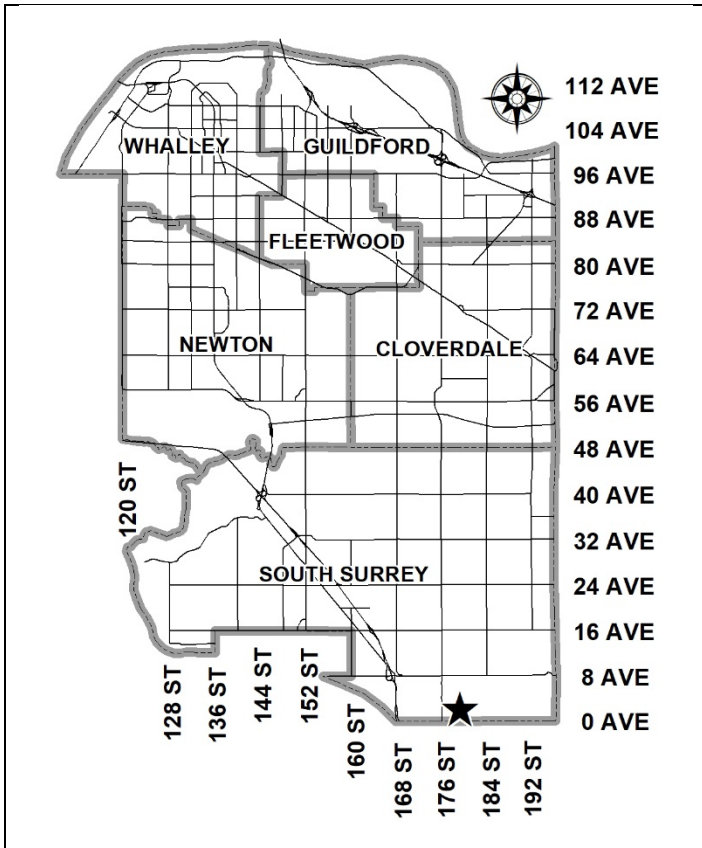 112 AVE
104 AVE
WHALLEY GUILDFORD
96 AVE
88 AVE
FLEETWOOD
80 AVE
72 AVE
NEWTON CLOVERDALE
64 AVE
56 AVE
48 AVE
120 ST
40 AVE
32 AVE
SOUTH SURREY
24 AVE
16 AVE
128 ST
136 ST
144 ST
152 ST
8 AVE
160 ST
0 AVE
168 ST
176 ST
184 ST
192 ST